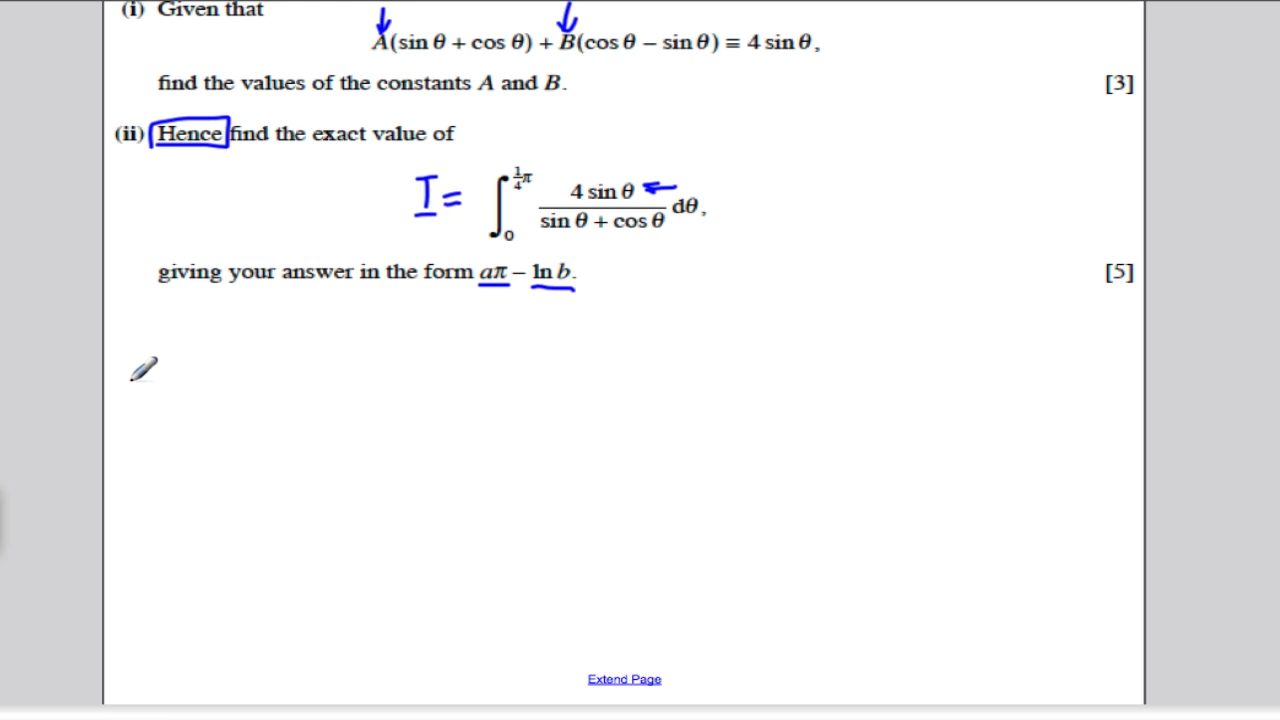 (i) Given that
A(sin θ + cos θ) + B(cos θ − sin θ) ≡ 4 sin θ,
find the values of the constants A and B. [3]
(ii) Hence find the exact value of
I = ∫₀^{¼π} (4 sin θ)/(sin θ + cos θ) dθ,
giving your answer in the form aπ − ln b. [5]
Extend Page